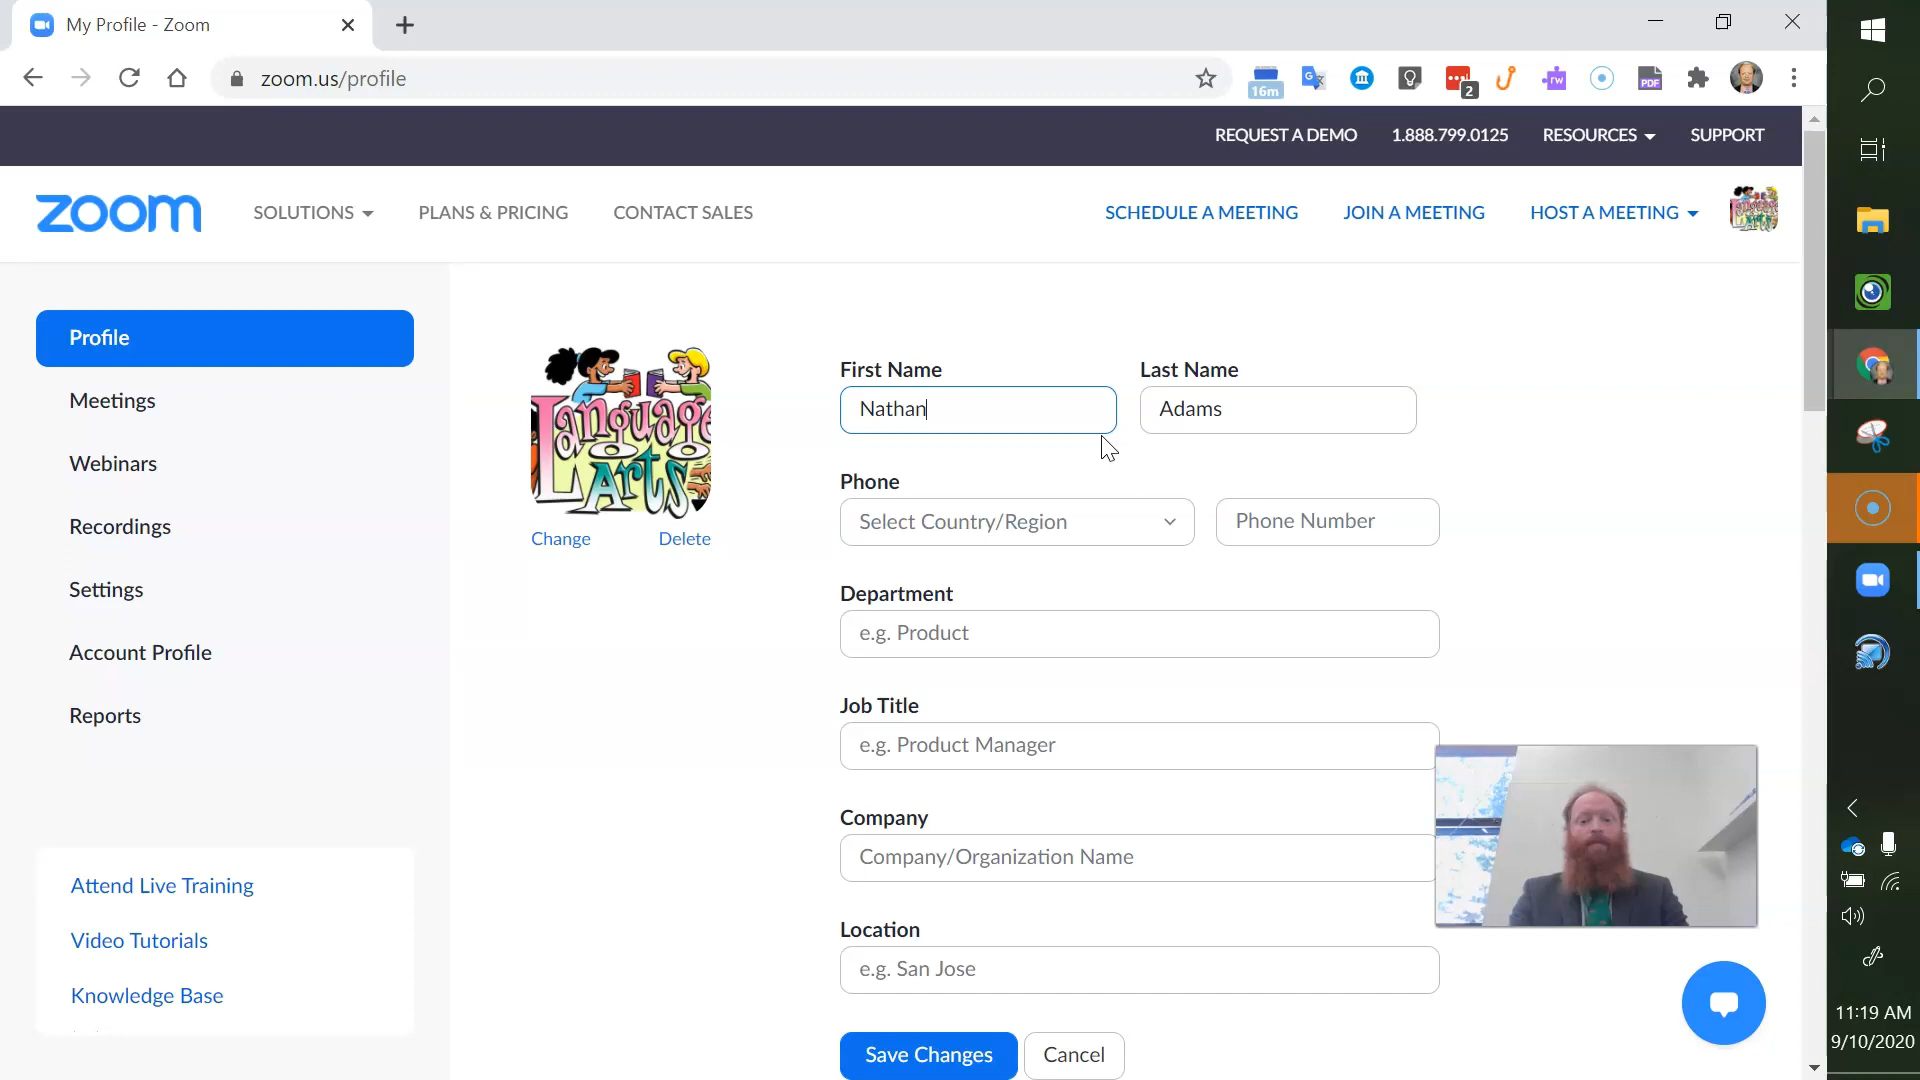 My Profile - Zoom
zoom.us/profile
16m
2
rw
PDF
REQUEST A DEMO 1.888.799.0125 RESOURCES SUPPORT
zoom SOLUTIONS PLANS & PRICING CONTACT SALES SCHEDULE A MEETING JOIN A MEETING HOST A MEETING
Profile
Meetings
Webinars
Recordings
Settings
Account Profile
Reports
Attend Live Training
Video Tutorials
Knowledge Base
Language
Arts
Change Delete
First Name Last Name
Nathan Adams
Phone
Select Country/Region Phone Number
Department
e.g. Product
Job Title
e.g. Product Manager
Company
Company/Organization Name
Location
e.g. San Jose
Save Changes Cancel
11:19 AM
9/10/2020